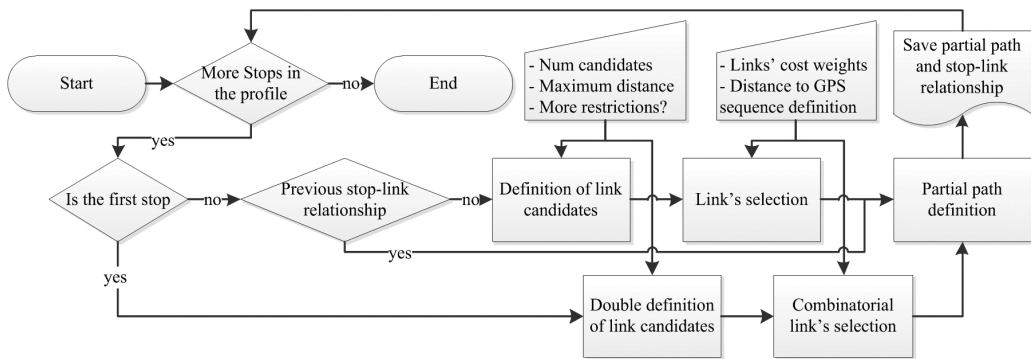 Start
More Stops in
the profile
no
End
- Num candidates
- Maximum distance
- More restrictions?
- Links' cost weights
- Distance to GPS
sequence definition
Save partial path
and stop-link
relationship
yes
Is the first stop
no
Previous stop-link
relationship
no
Definition of link
candidates
Link's selection
Partial path
definition
yes
yes
Double definition
of link candidates
Combinatorial
link's selection